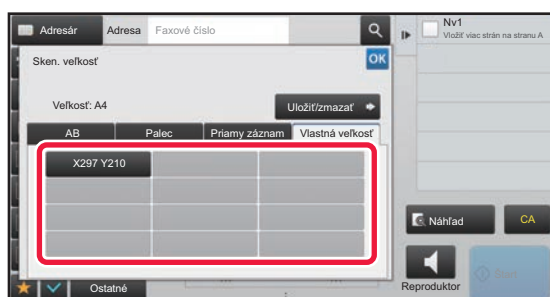 Adresár
Adresa
Faxové číslo
Nv1
Vložiť viac strán na stranu A
Sken. veľkosť
OK
Veľkosť: A4
Uložiť/zmazať
AB
Palec
Priamy záznam
Vlastná veľkosť
X297 Y210
Náhľad
CA
Ostatné
Reproduktor
Štart